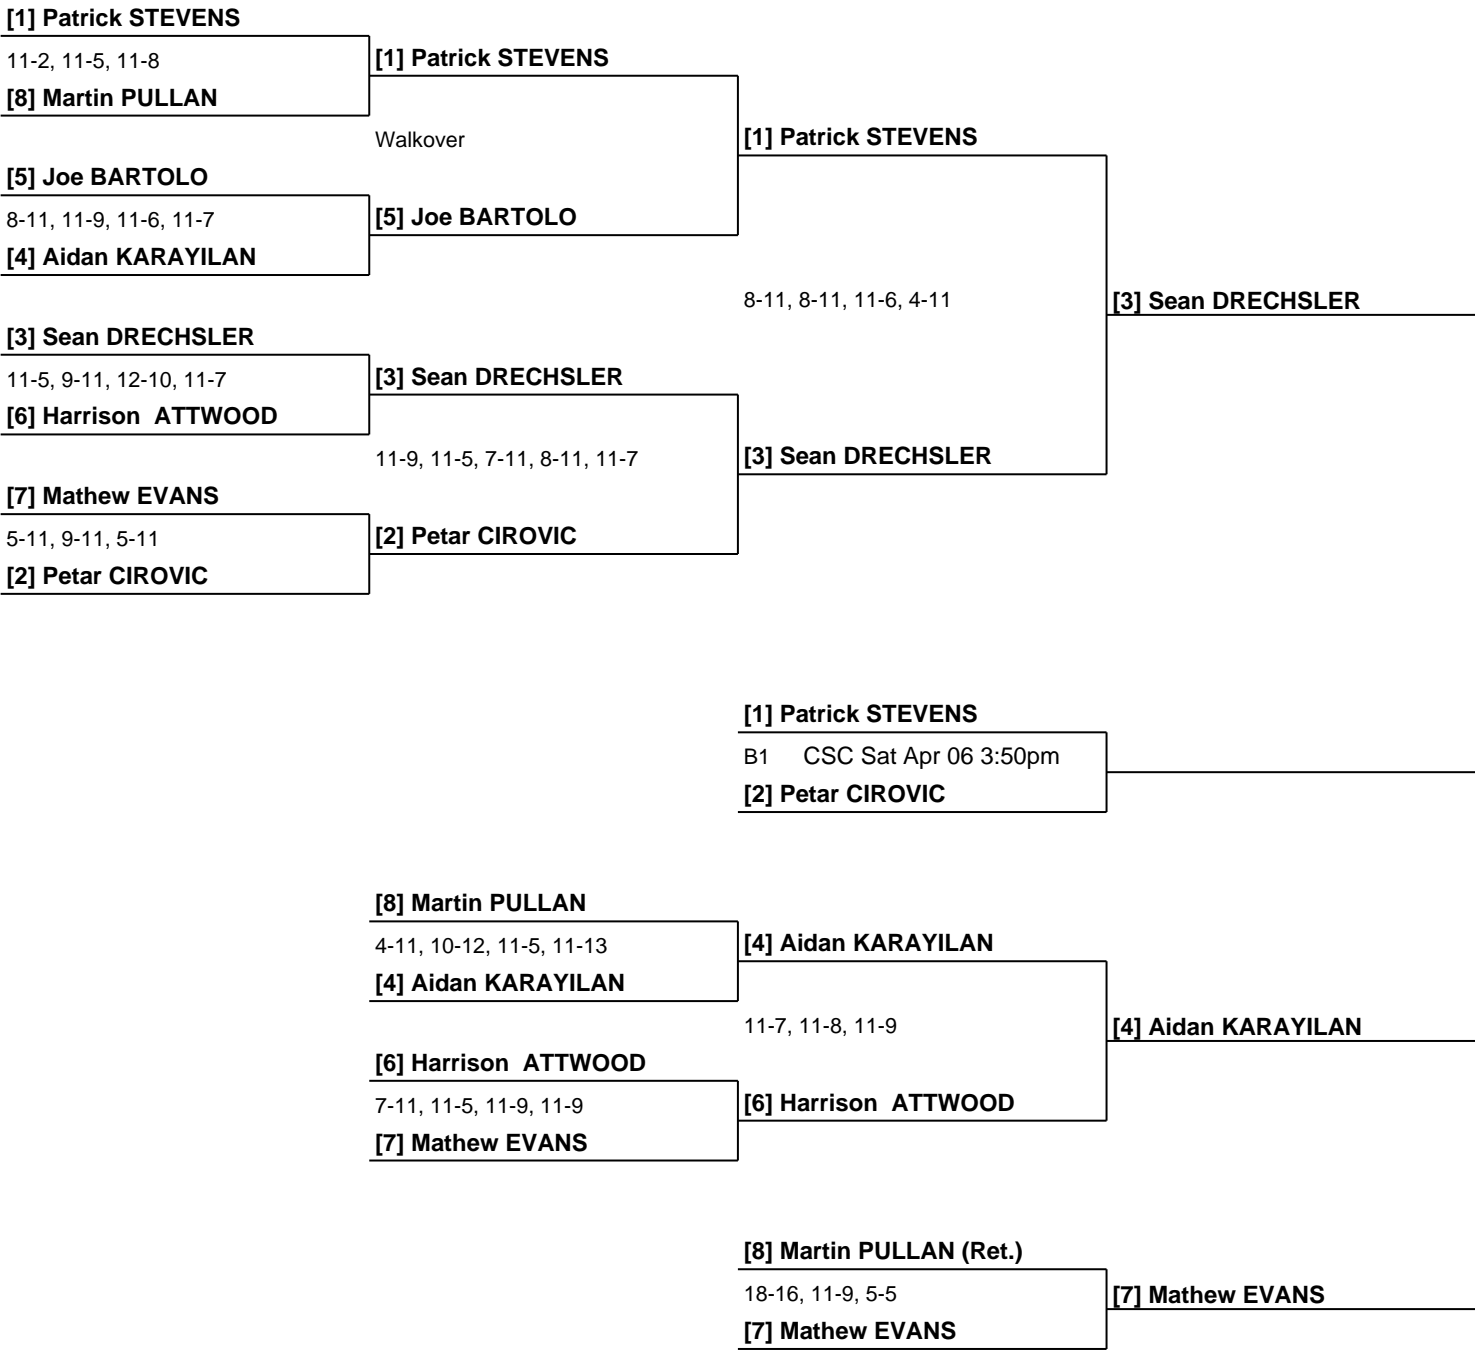 [1] Patrick STEVENS
11-2, 11-5, 11-8
[8] Martin PULLAN
[1] Patrick STEVENS
Walkover
[1] Patrick STEVENS
[5] Joe BARTOLO
8-11, 11-9, 11-6, 11-7
[4] Aidan KARAYILAN
[5] Joe BARTOLO
8-11, 8-11, 11-6, 4-11
[3] Sean DRECHSLER
[3] Sean DRECHSLER
11-5, 9-11, 12-10, 11-7
[6] Harrison  ATTWOOD
[3] Sean DRECHSLER
11-9, 11-5, 7-11, 8-11, 11-7
[3] Sean DRECHSLER
[7] Mathew EVANS
5-11, 9-11, 5-11
[2] Petar CIROVIC
[2] Petar CIROVIC
[1] Patrick STEVENS
B1 CSC Sat Apr 06 3:50pm
[2] Petar CIROVIC
[8] Martin PULLAN
4-11, 10-12, 11-5, 11-13
[4] Aidan KARAYILAN
[4] Aidan KARAYILAN
11-7, 11-8, 11-9
[4] Aidan KARAYILAN
[6] Harrison  ATTWOOD
7-11, 11-5, 11-9, 11-9
[7] Mathew EVANS
[6] Harrison  ATTWOOD
[8] Martin PULLAN (Ret.)
18-16, 11-9, 5-5
[7] Mathew EVANS
[7] Mathew EVANS